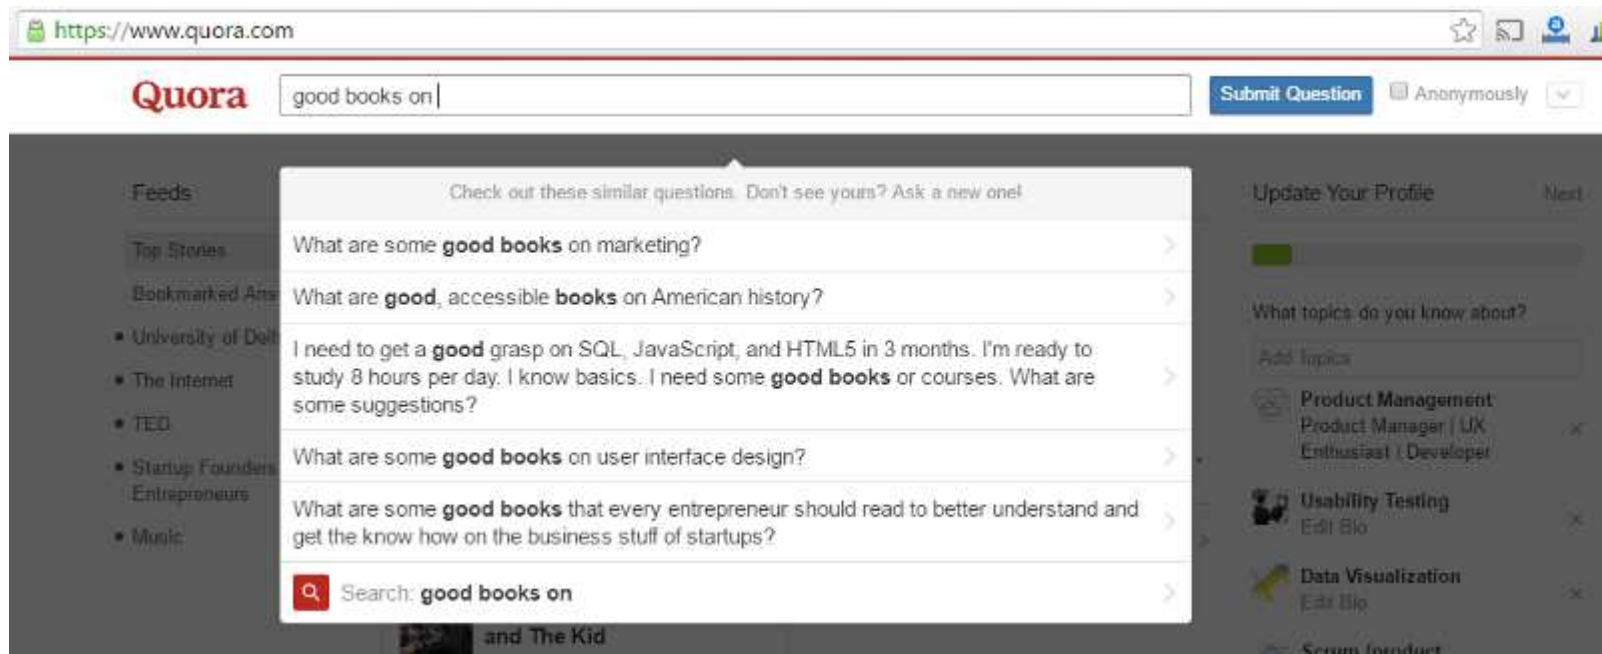 https://www.quora.com
Quora
good books on
Submit Question
Anonymously
Check out these similar questions. Don't see yours? Ask a new one!
What are some good books on marketing?
What are good, accessible books on American history?
I need to get a good grasp on SQL, JavaScript, and HTML5 in 3 months. I'm ready to
study 8 hours per day. I know basics. I need some good books or courses. What are
some suggestions?
What are some good books on user interface design?
What are some good books that every entrepreneur should read to better understand and
get the know how on the business stuff of startups?
Search: good books on
Feeds
Top Stories
Bookmarked
University of
The Internet
TED
Startup Founders
Entrepreneurs
Music
and The Kid
Update Your Profile
Next
What topics do you know about?
Add Topics
Product Management
Product Manager | UX
Enthusiast | Developer
Usability Testing
Edit Bio
Data Visualization
Edit Bio